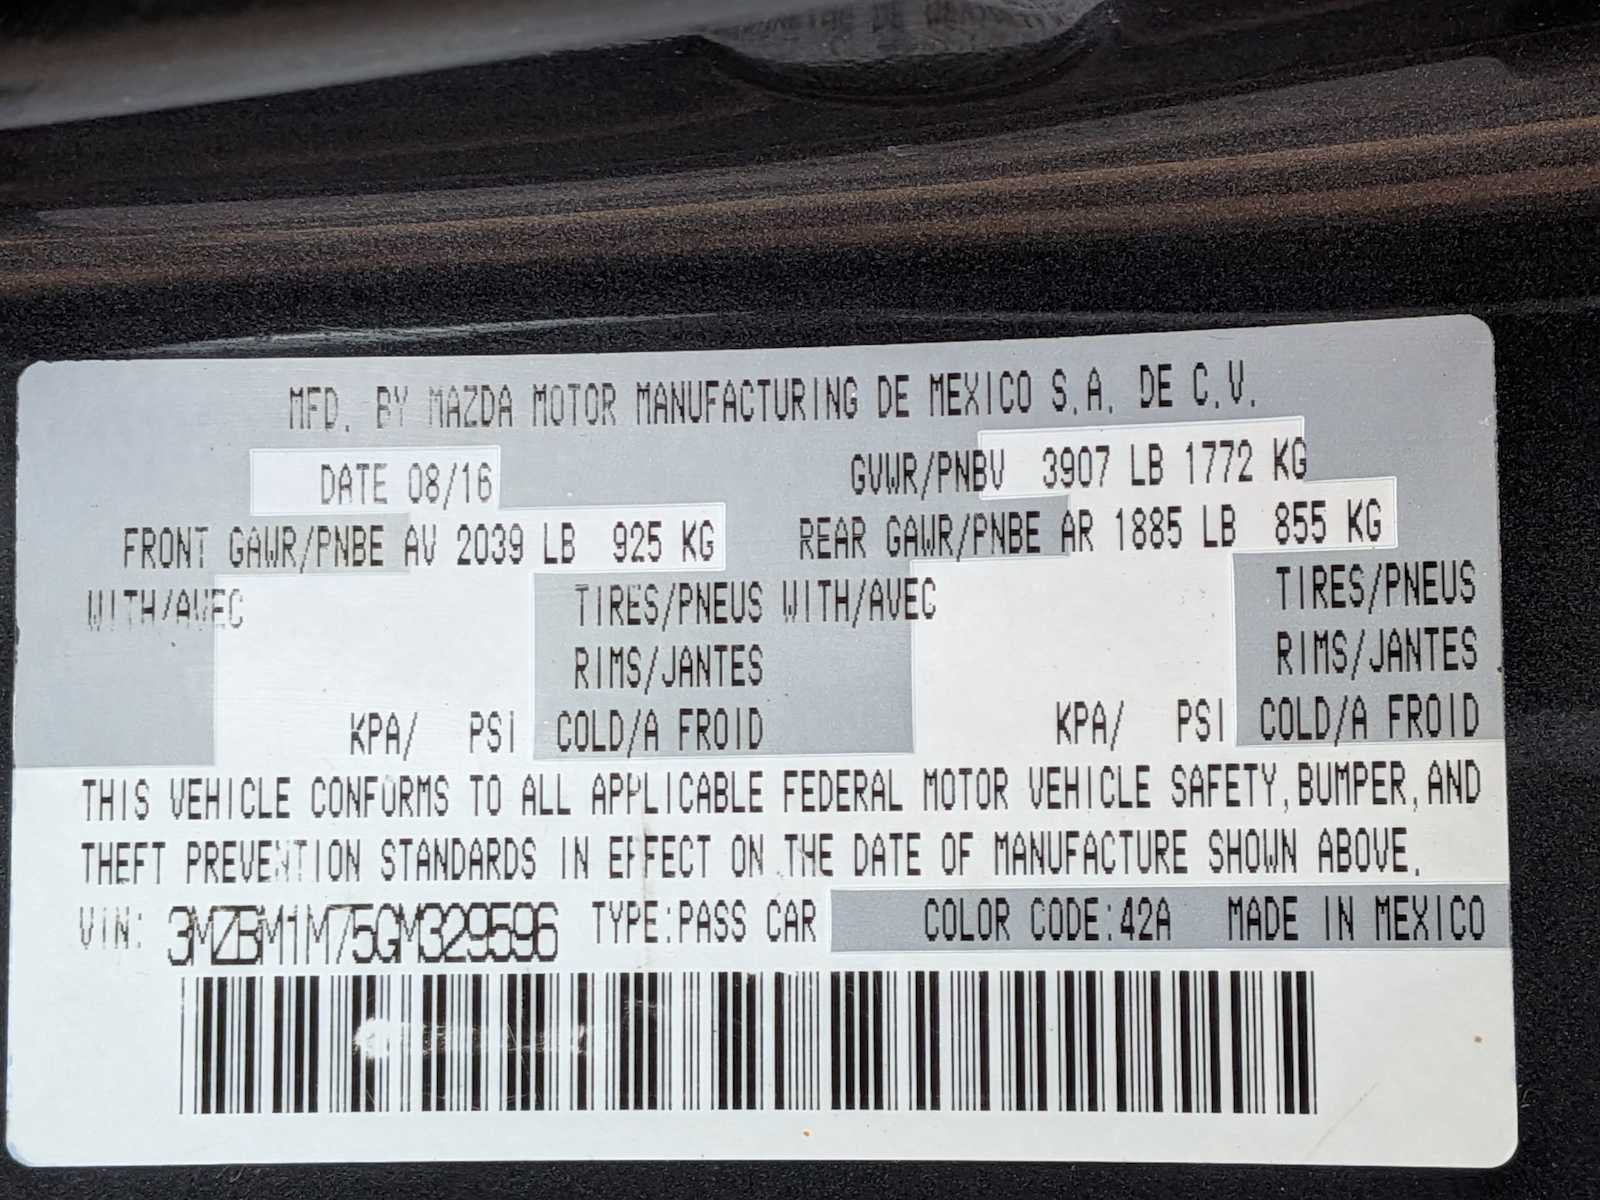 MFD. BY MAZDA MOTOR MANUFACTURING DE MEXICO S.A. DE C.V.
DATE 08/16 GVWR/PNBV 3907 LB 1772 KG
FRONT GAWR/PNBE AV 2039 LB 925 KG REAR GAWR/PNBE AR 1885 LB 855 KG
WITH/AVEC TIRES/PNEUS WITH/AVEC TIRES/PNEUS
RIMS/JANTES RIMS/JANTES
KPA/ PSI COLD/A FROID KPA/ PSI COLD/A FROID
THIS VEHICLE CONFORMS TO ALL APPLICABLE FEDERAL MOTOR VEHICLE SAFETY,BUMPER,AND
THEFT PREVENTION STANDARDS IN EFFECT ON THE DATE OF MANUFACTURE SHOWN ABOVE.
VIN: 3MZBM1M75GM329596 TYPE:PASS CAR COLOR CODE:42A MADE IN MEXICO